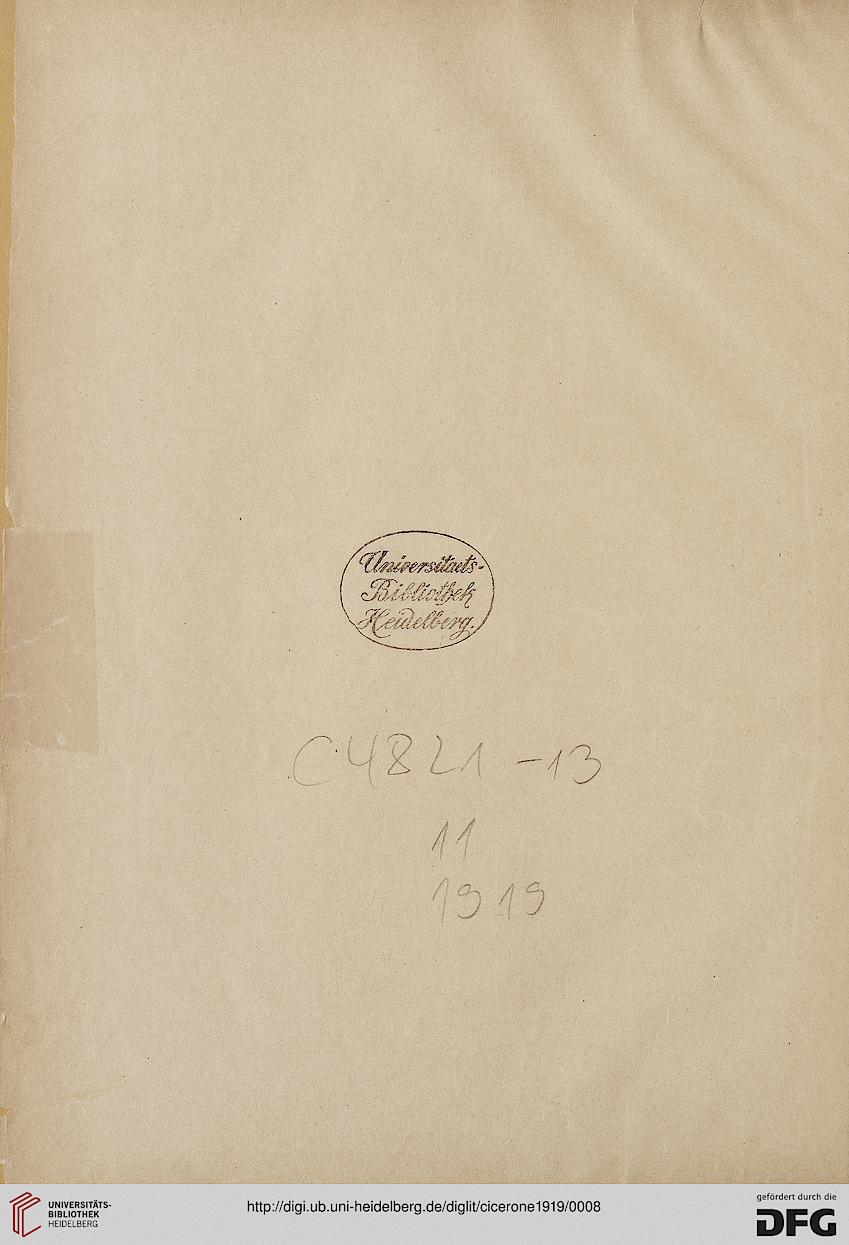 Universitaets-
Bibliothek
Heidelberg.
C4821-13
11
1919
UNIVERSITÄTS-
BIBLIOTHEK
HEIDELBERG
http://digi.ub.uni-heidelberg.de/diglit/cicerone1919/0008
gefördert durch die
DFG